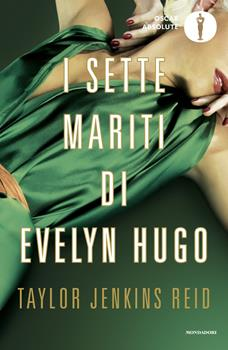 OSCAR
ABSOLUTE
I SETTE
MARITI
DI
EVELYN HUGO
TAYLOR JENKINS REID
MONDADORI